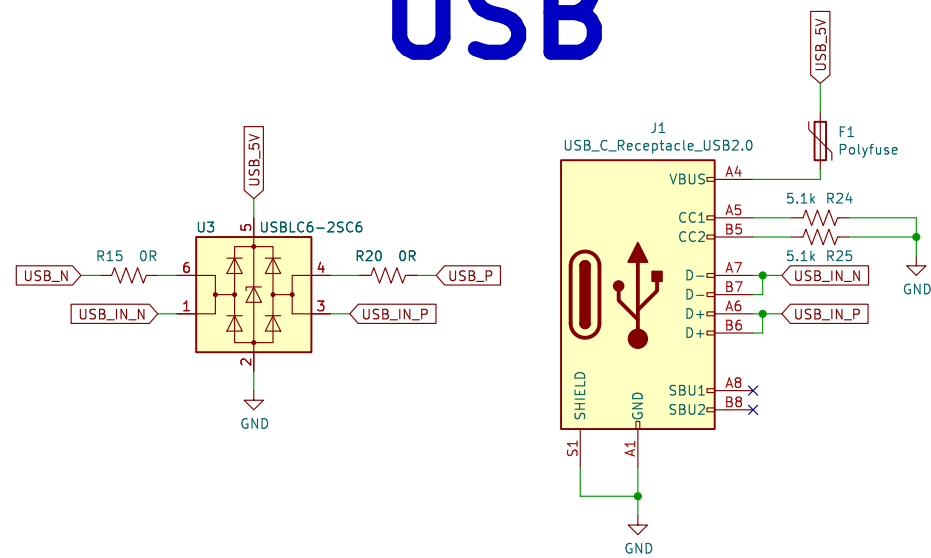 USB
USB_5V
U3
USBLC6-2SC6
5
R15 0R
R20 0R
USB_N
6
4
USB_P
USB_IN_N
1
3
USB_IN_P
2
GND
USB_5V
J1
USB_C_Receptacle_USB2.0
F1
Polyfuse
VBUS
A4
5.1k R24
CC1
A5
CC2
B5
5.1k R25
GND
D-
A7
USB_IN_N
D-
B7
D+
A6
USB_IN_P
D+
B6
SBU1
A8
SBU2
B8
SHIELD
GND
S1
A1
GND